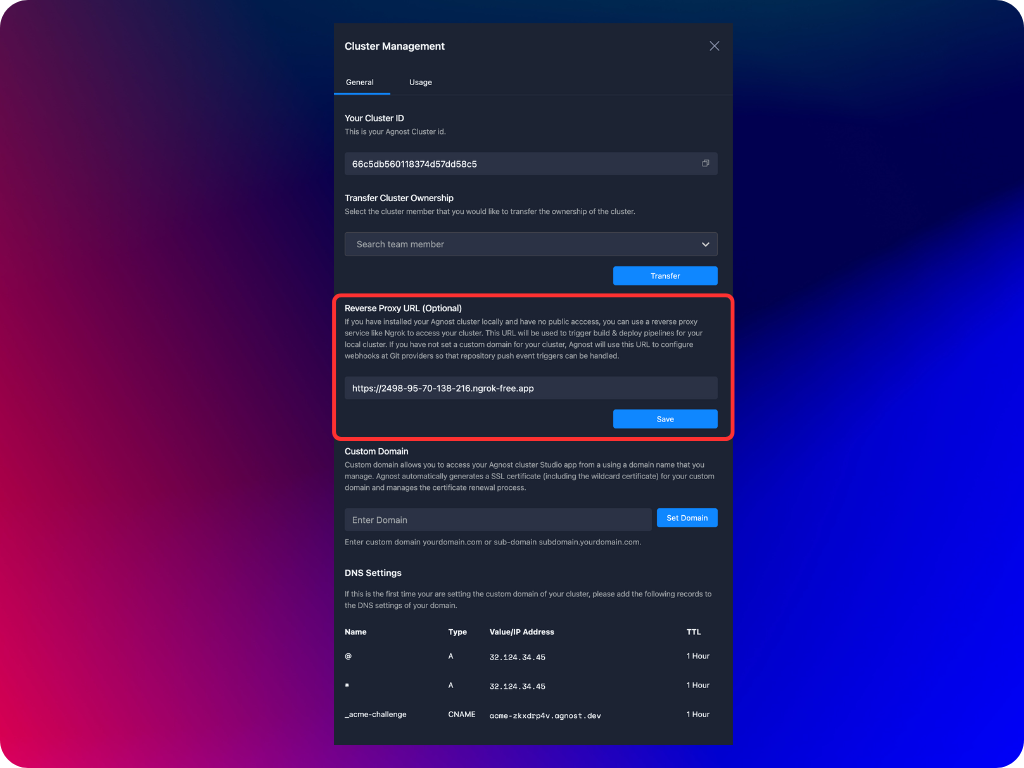 Cluster Management
General
Usage
Your Cluster ID
This is your Agnost Cluster id.
66c5db560118374d57dd58c5
Transfer Cluster Ownership
Select the cluster member that you would like to transfer the ownership of the cluster.
Search team member
Transfer
Reverse Proxy URL (Optional)
If you have installed your Agnost cluster locally and have no public acccess, you can use a reverse proxy
service like Ngrok to access your cluster. This URL will be used to trigger build & deploy pipelines for your
local cluster. If you have not set a custom domain for your cluster, Agnost will use this URL to configure
webhooks at Git providers so that repository push event triggers can be handled.
https://2498-95-70-138-216.ngrok-free.app
Save
Custom Domain
Custom domain allows you to access your Agnost cluster Studio app from a using a domain name that you
manage. Agnost automatically generates a SSL certificate (including the wildcard certificate) for your custom
domain and manages the certificate renewal process.
Enter Domain
Set Domain
Enter custom domain yourdomain.com or sub-domain subdomain.yourdomain.com.
DNS Settings
If this is the first time your are setting the custom domain of your cluster, please add the following records to
the DNS settings of your domain.
Name Type Value/IP Address TTL
@ A 32.124.34.45 1 Hour
* A 32.124.34.45 1 Hour
_acme-challenge CNAME acme-zkxdrp4v.agnost.dev 1 Hour